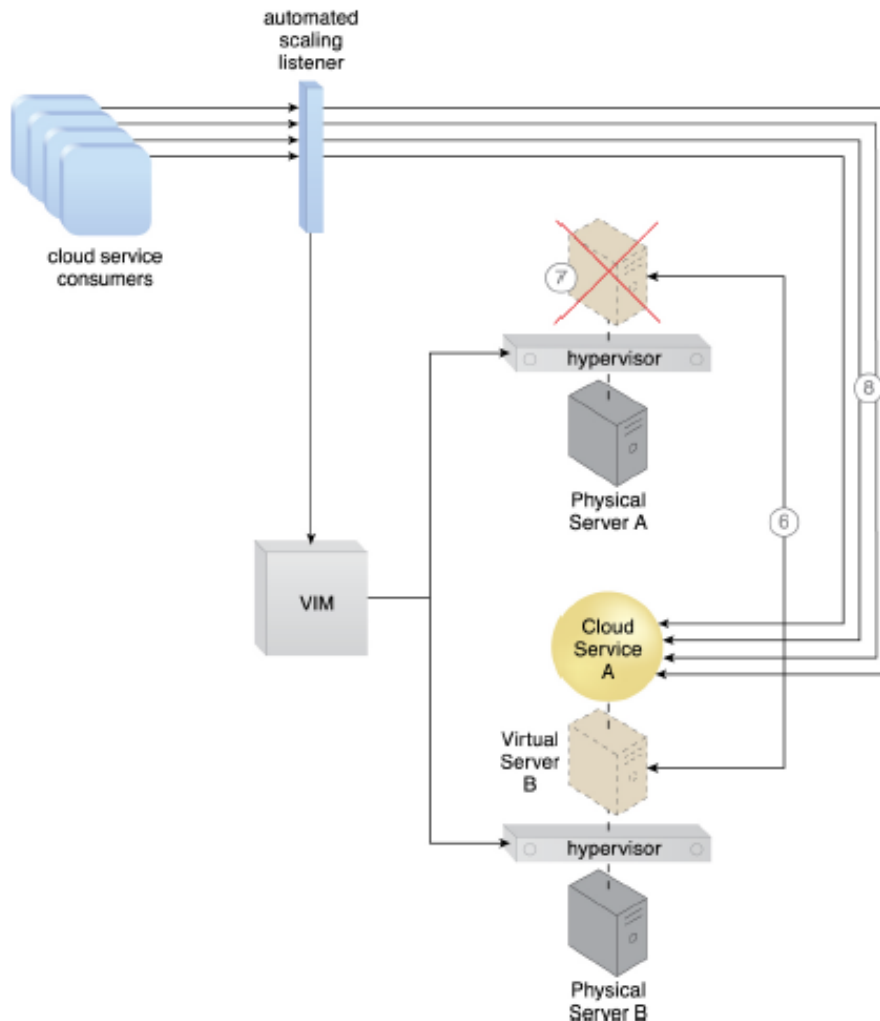 automated
scaling
listener
cloud service
consumers
7
hypervisor
8
Physical
Server A
6
VIM
Cloud
Service
A
Virtual
Server
B
hypervisor
Physical
Server B